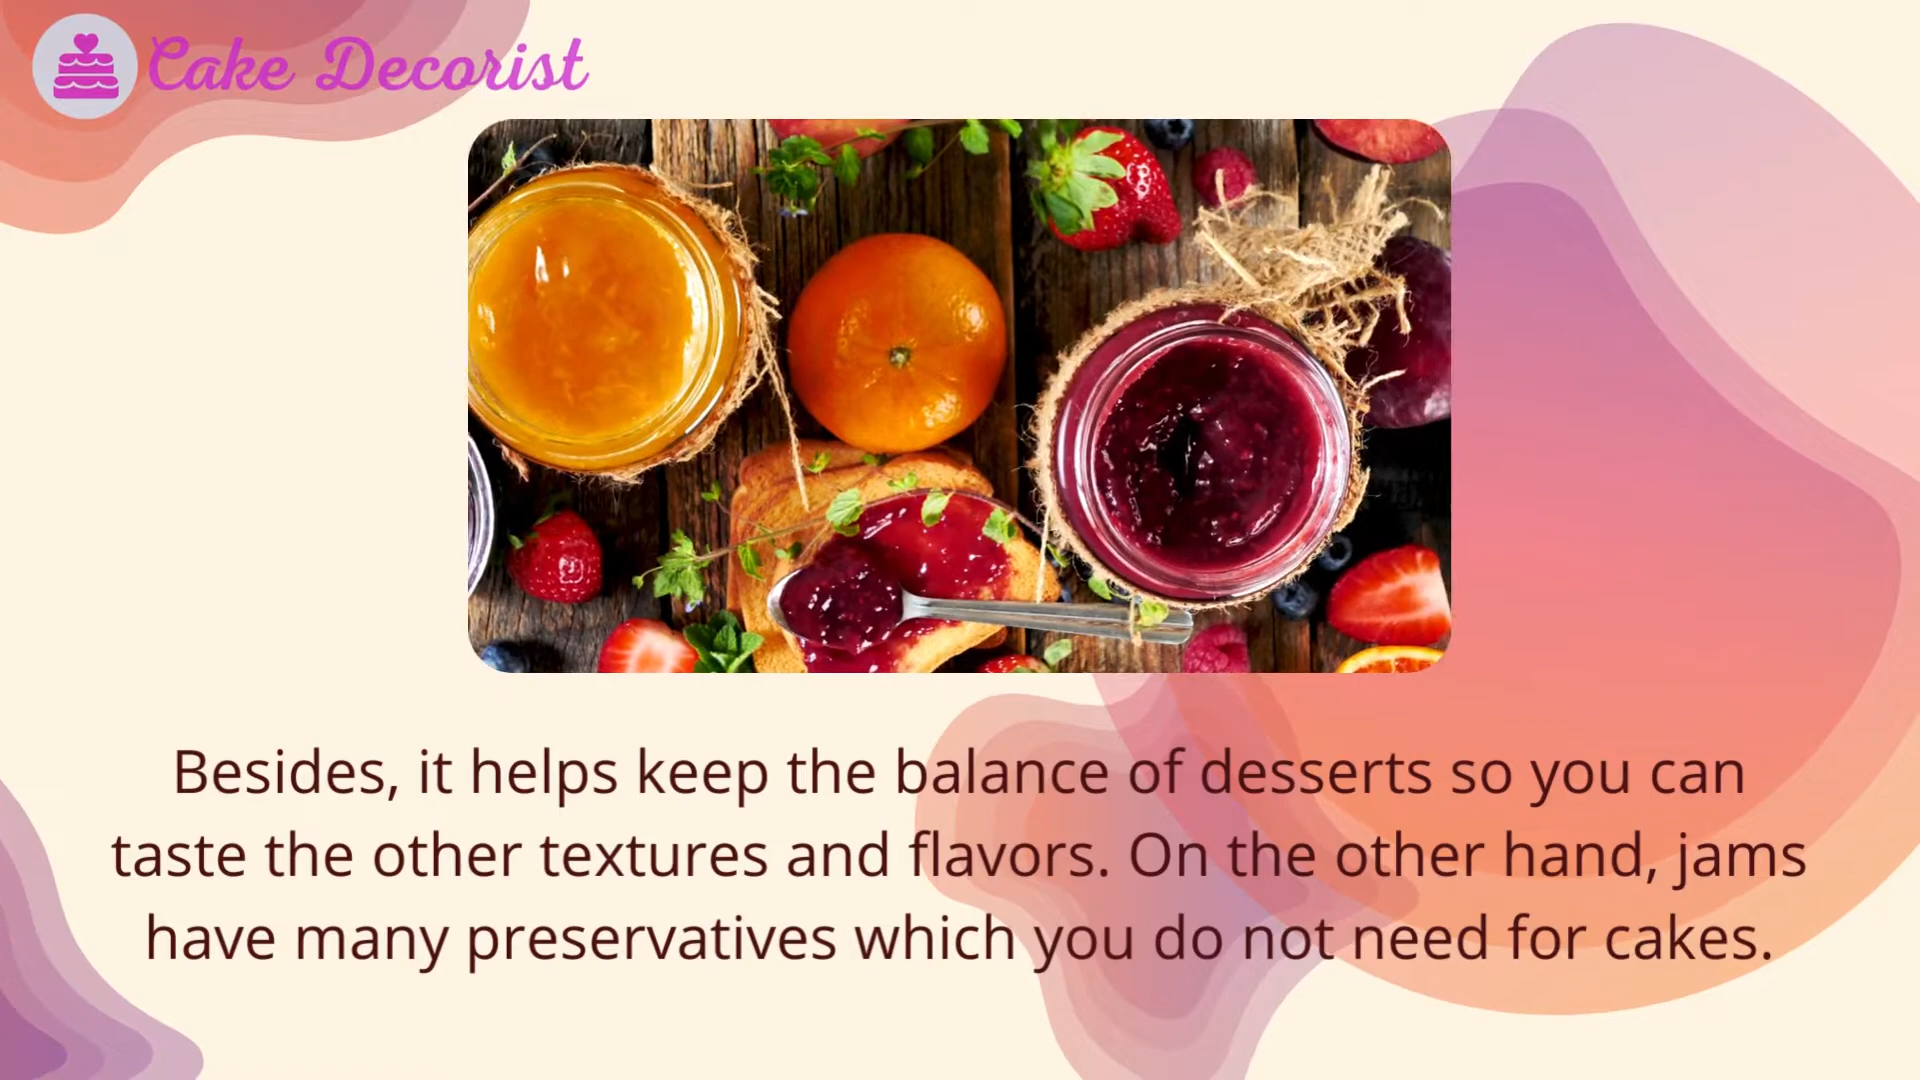 Cake Decorist
Besides, it helps keep the balance of desserts so you can
taste the other textures and flavors. On the other hand, jams
have many preservatives which you do not need for cakes.